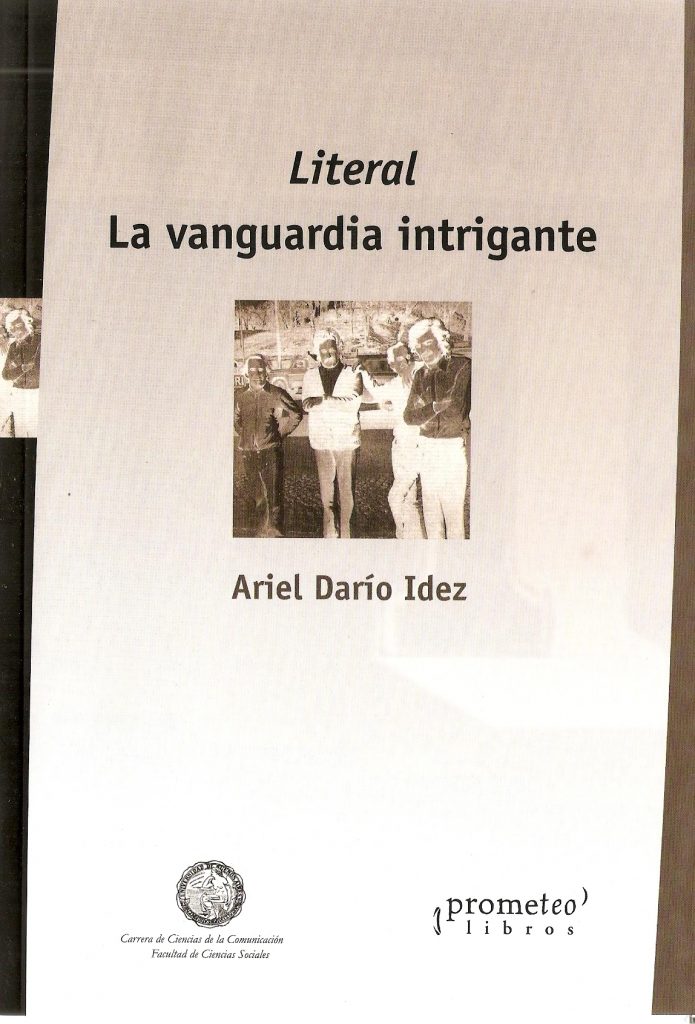 Literal
La vanguardia intrigante
Ariel Darío Idez
Carrera de Ciencias de la Comunicación
Facultad de Ciencias Sociales
prometeo
libros